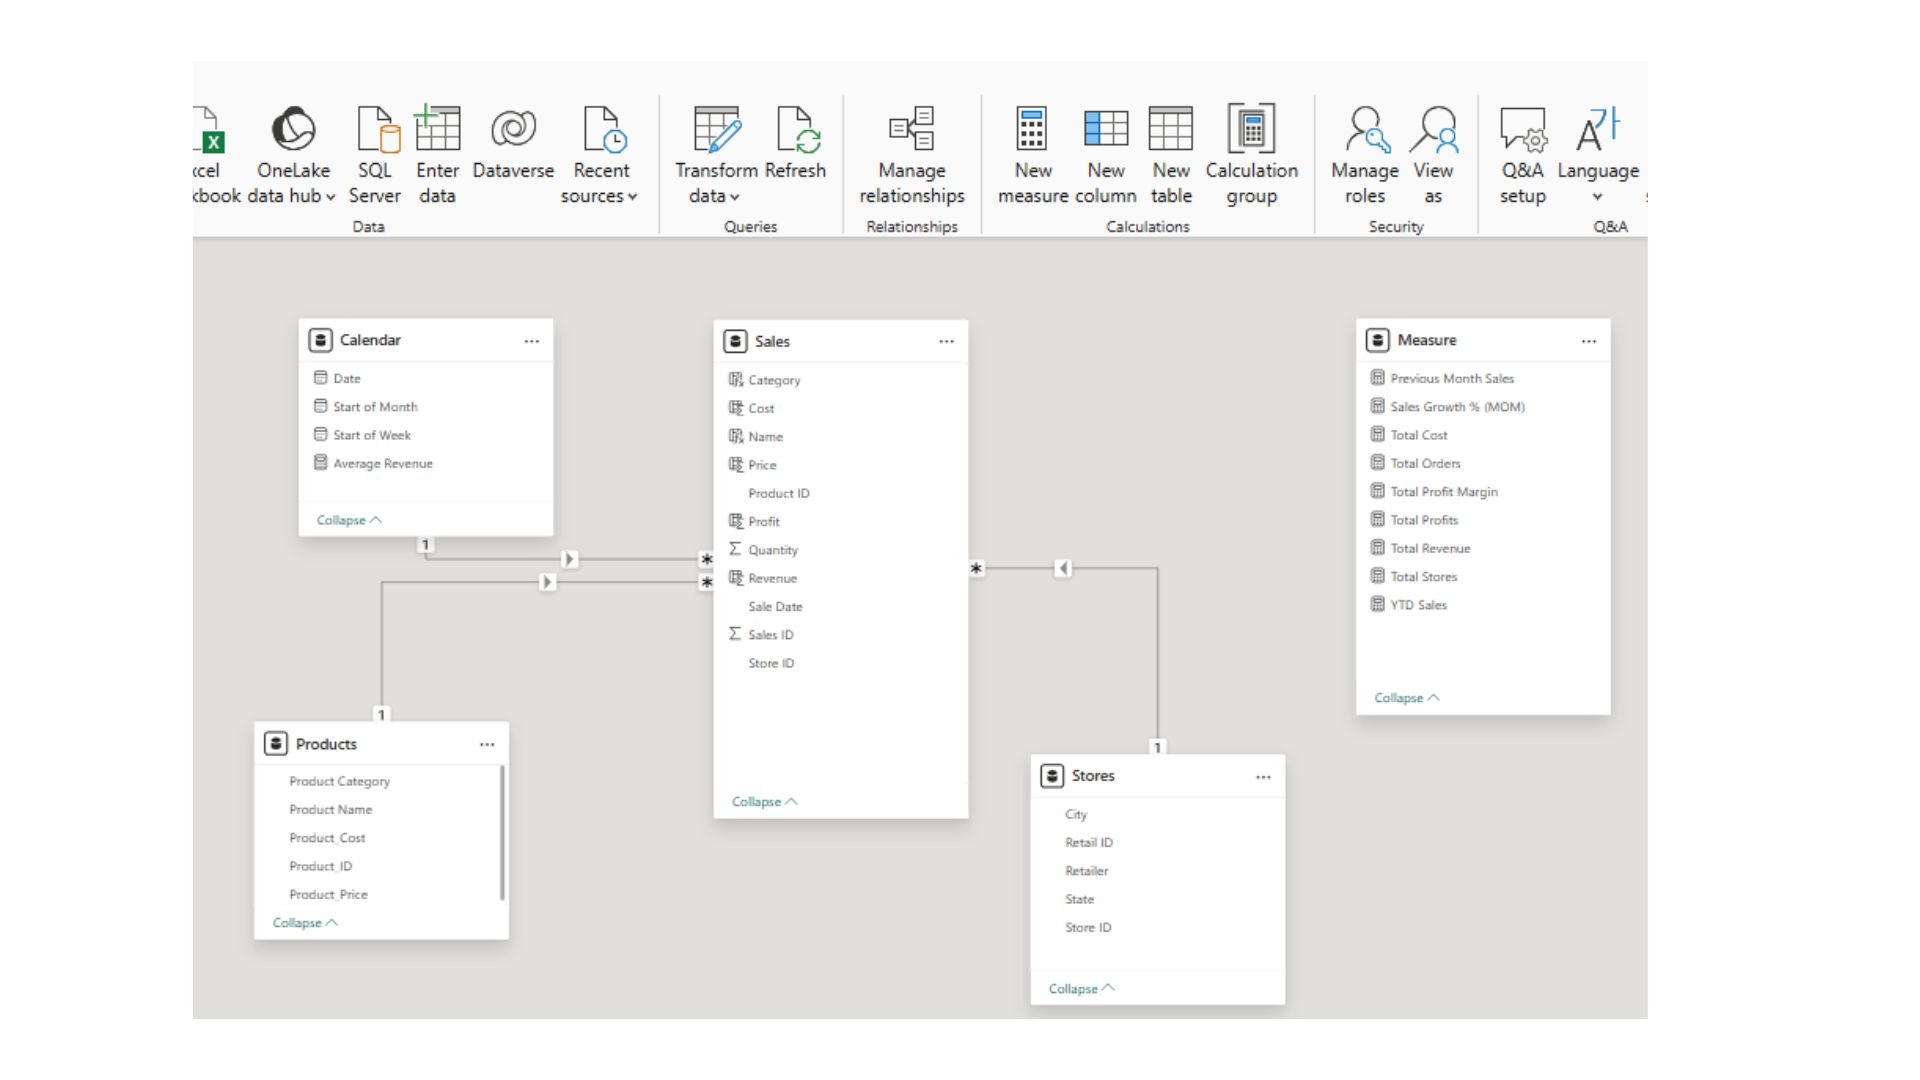 OneLake
data hub
SQL
Server
Enter
data
Dataverse
Recent
sources
Data
Transform
data
Refresh
Queries
Manage
relationships
Relationships
New
measure
New
column
New
table
Calculation
group
Calculations
Manage
roles
View
as
Security
Q&A
setup
Language
Q&A
Calendar
Date
Start of Month
Start of Week
Average Revenue
Collapse
1
Sales
Category
Cost
Name
Price
Product ID
Profit
Σ Quantity
Revenue
Sale Date
Σ Sales ID
Store ID
Collapse
*
*
*
Measure
Previous Month Sales
Sales Growth % (MOM)
Total Cost
Total Orders
Total Profit Margin
Total Profits
Total Revenue
Total Stores
YTD Sales
Collapse
1
Products
Product Category
Product Name
Product_Cost
Product_ID
Product_Price
Collapse
1
Stores
City
Retail ID
Retailer
State
Store ID
Collapse